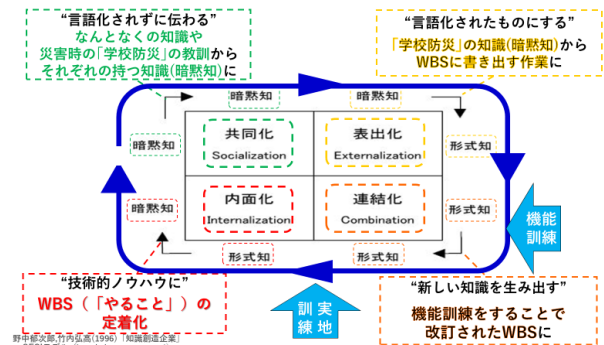 “言語化されずに伝わる”
なんとなくの知識や
災害時の「学校防災」の教訓から
それぞれの持つ知識(暗黙知)に
“言語化されたものにする”
「学校防災」の知識(暗黙知)から
WBSに書き出す作業に
暗黙知
暗黙知
暗黙知
共同化
Socialization
表出化
Externalization
形式知
暗黙知
内面化
Internalization
連結化
Combination
形式知
機能
訓練
形式知
形式知
“技術的ノウハウに”
WBS(「やること」)の
定着化
実地
訓練
“新しい知識を生み出す”
機能訓練をすることで
改訂されたWBSに
野中郁次郎,竹内弘高(1996)『知識創造企業』